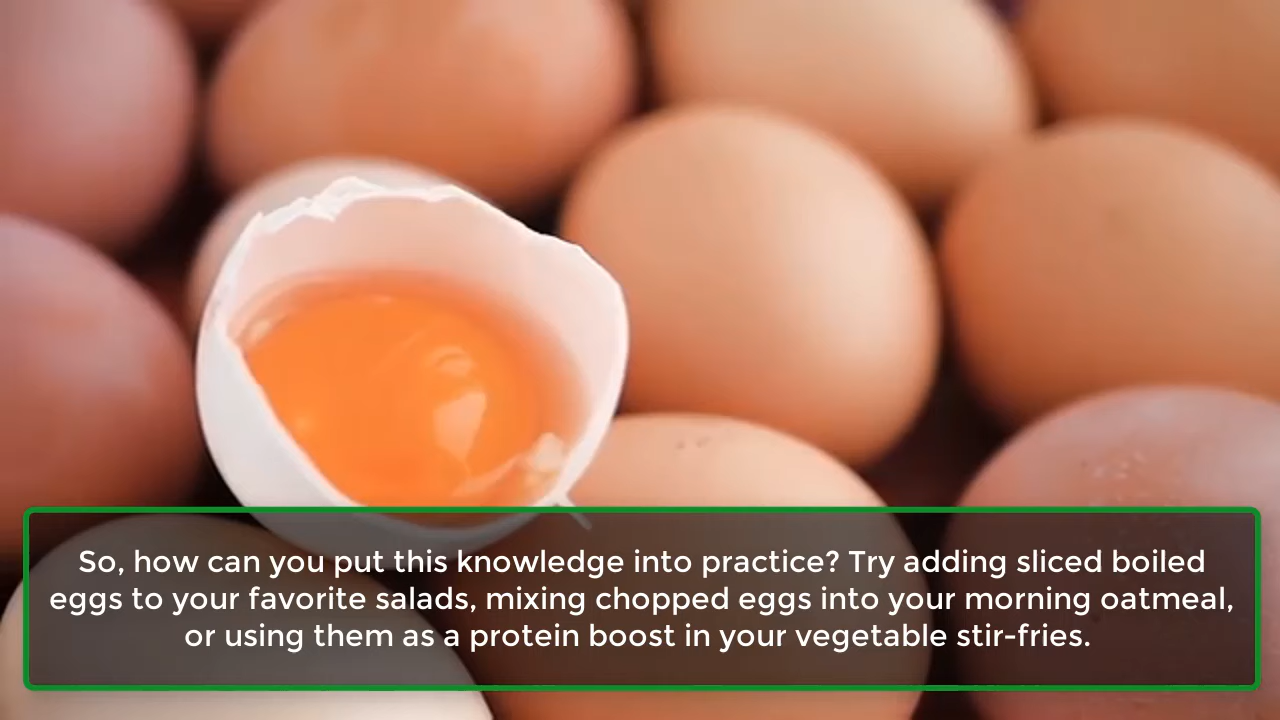 So, how can you put this knowledge into practice? Try adding sliced boiled
eggs to your favorite salads, mixing chopped eggs into your morning oatmeal,
or using them as a protein boost in your vegetable stir-fries.